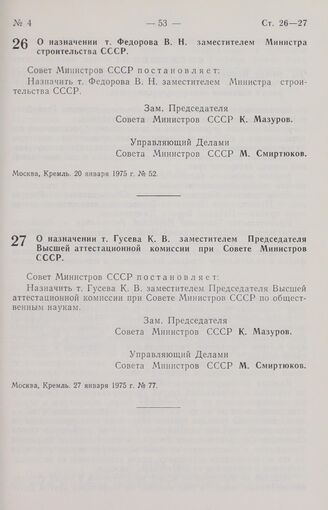 № 4 — 53 — Ст. 26—27
26 О назначении т. Федорова В. Н. заместителем Министра
строительства СССР.
Совет Министров СССР постановляет:
Назначить т. Федорова В. Н. заместителем Министра строи-
тельства СССР.
Зам. Председателя
Совета Министров СССР К. Мазуров.
Управляющий Делами
Совета Министров СССР М. Смиртюков.
Москва, Кремль. 20 января 1975 г. № 52.
27 О назначении т. Гусева К. В. заместителем Председателя
Высшей аттестационной комиссии при Совете Министров
СССР.
Совет Министров СССР постановляет:
Назначить т. Гусева К. В. заместителем Председателя Высшей
аттестационной комиссии при Совете Министров СССР по общест-
венным наукам.
Зам. Председателя
Совета Министров СССР К. Мазуров.
Управляющий Делами
Совета Министров СССР М. Смиртюков.
Москва, Кремль. 27 января 1975 г. № 77.